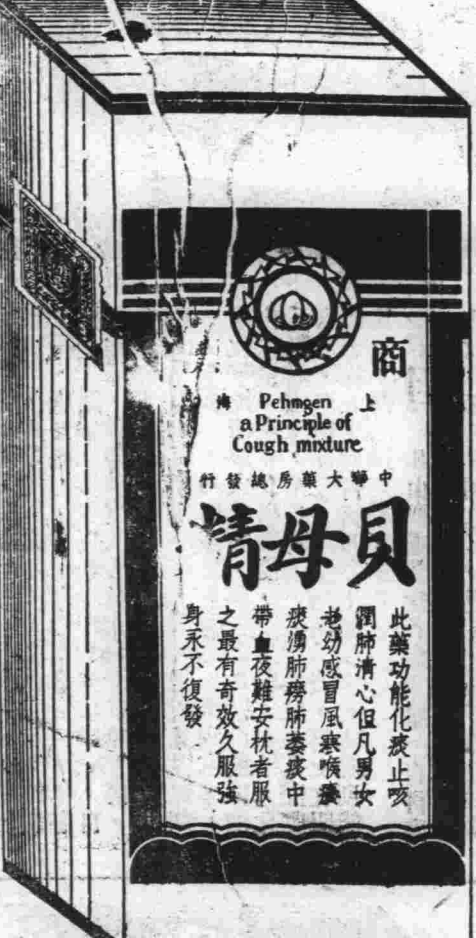 商
上海
Pehmgen
a Principle of
Cough mixture
中聯大藥房總發行
貝母精
此藥功能化痰止咳
潤肺清心但凡男女
老幼感冒風寒喉癢
痰湧肺癆肺萎痰中
帶血夜難安枕者服
之最有奇效久服強
身永不復發